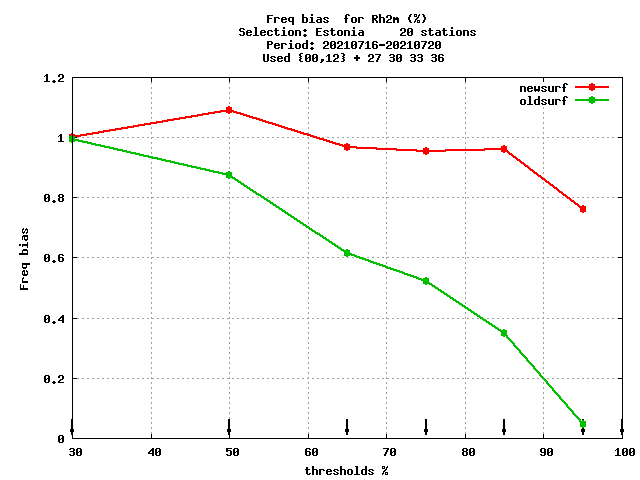 Freq bias  for Rh2m (%)
Selection: Estonia     20 stations
Period: 20210716-20210720
Used {00,12} + 27 30 33 36
newsurf
oldsurf
1.2
1
0.8
0.6
0.4
0.2
0
Freq bias
30 40 50 60 70 80 90 100
thresholds %